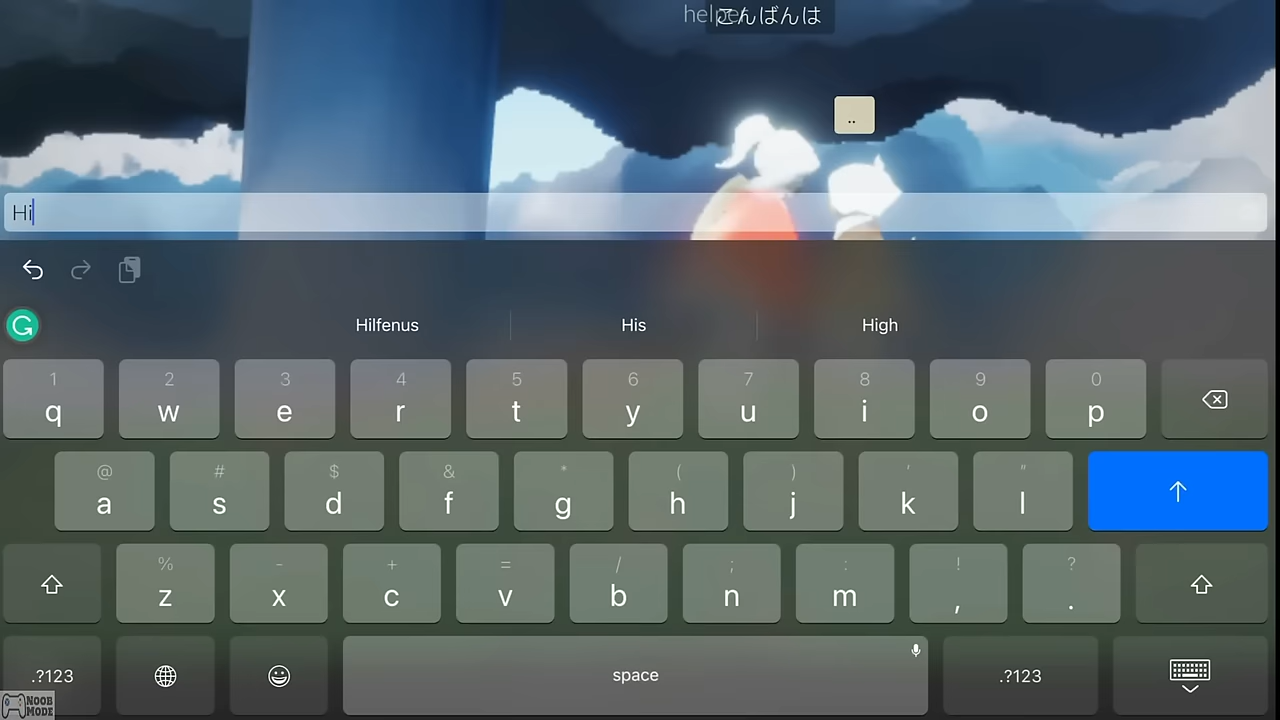 helper
こんばんは
..
Hi
Hilfenus His High
1 2 3 4 5 6 7 8 9 0
q w e r t y u i o p
@ # $ & * ( ) ' "
a s d f g h j k l
% - + = / ; : ! ?
z x c v b n m , .
.?123 space .?123
NOOB
MODE